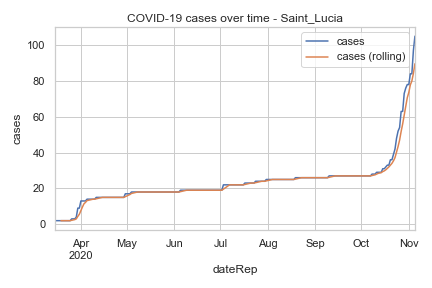 COVID-19 cases over time - Saint_Lucia
cases
cases (rolling)
100
80
60
40
20
0
cases
Apr May Jun Jul Aug Sep Oct Nov
2020
dateRep